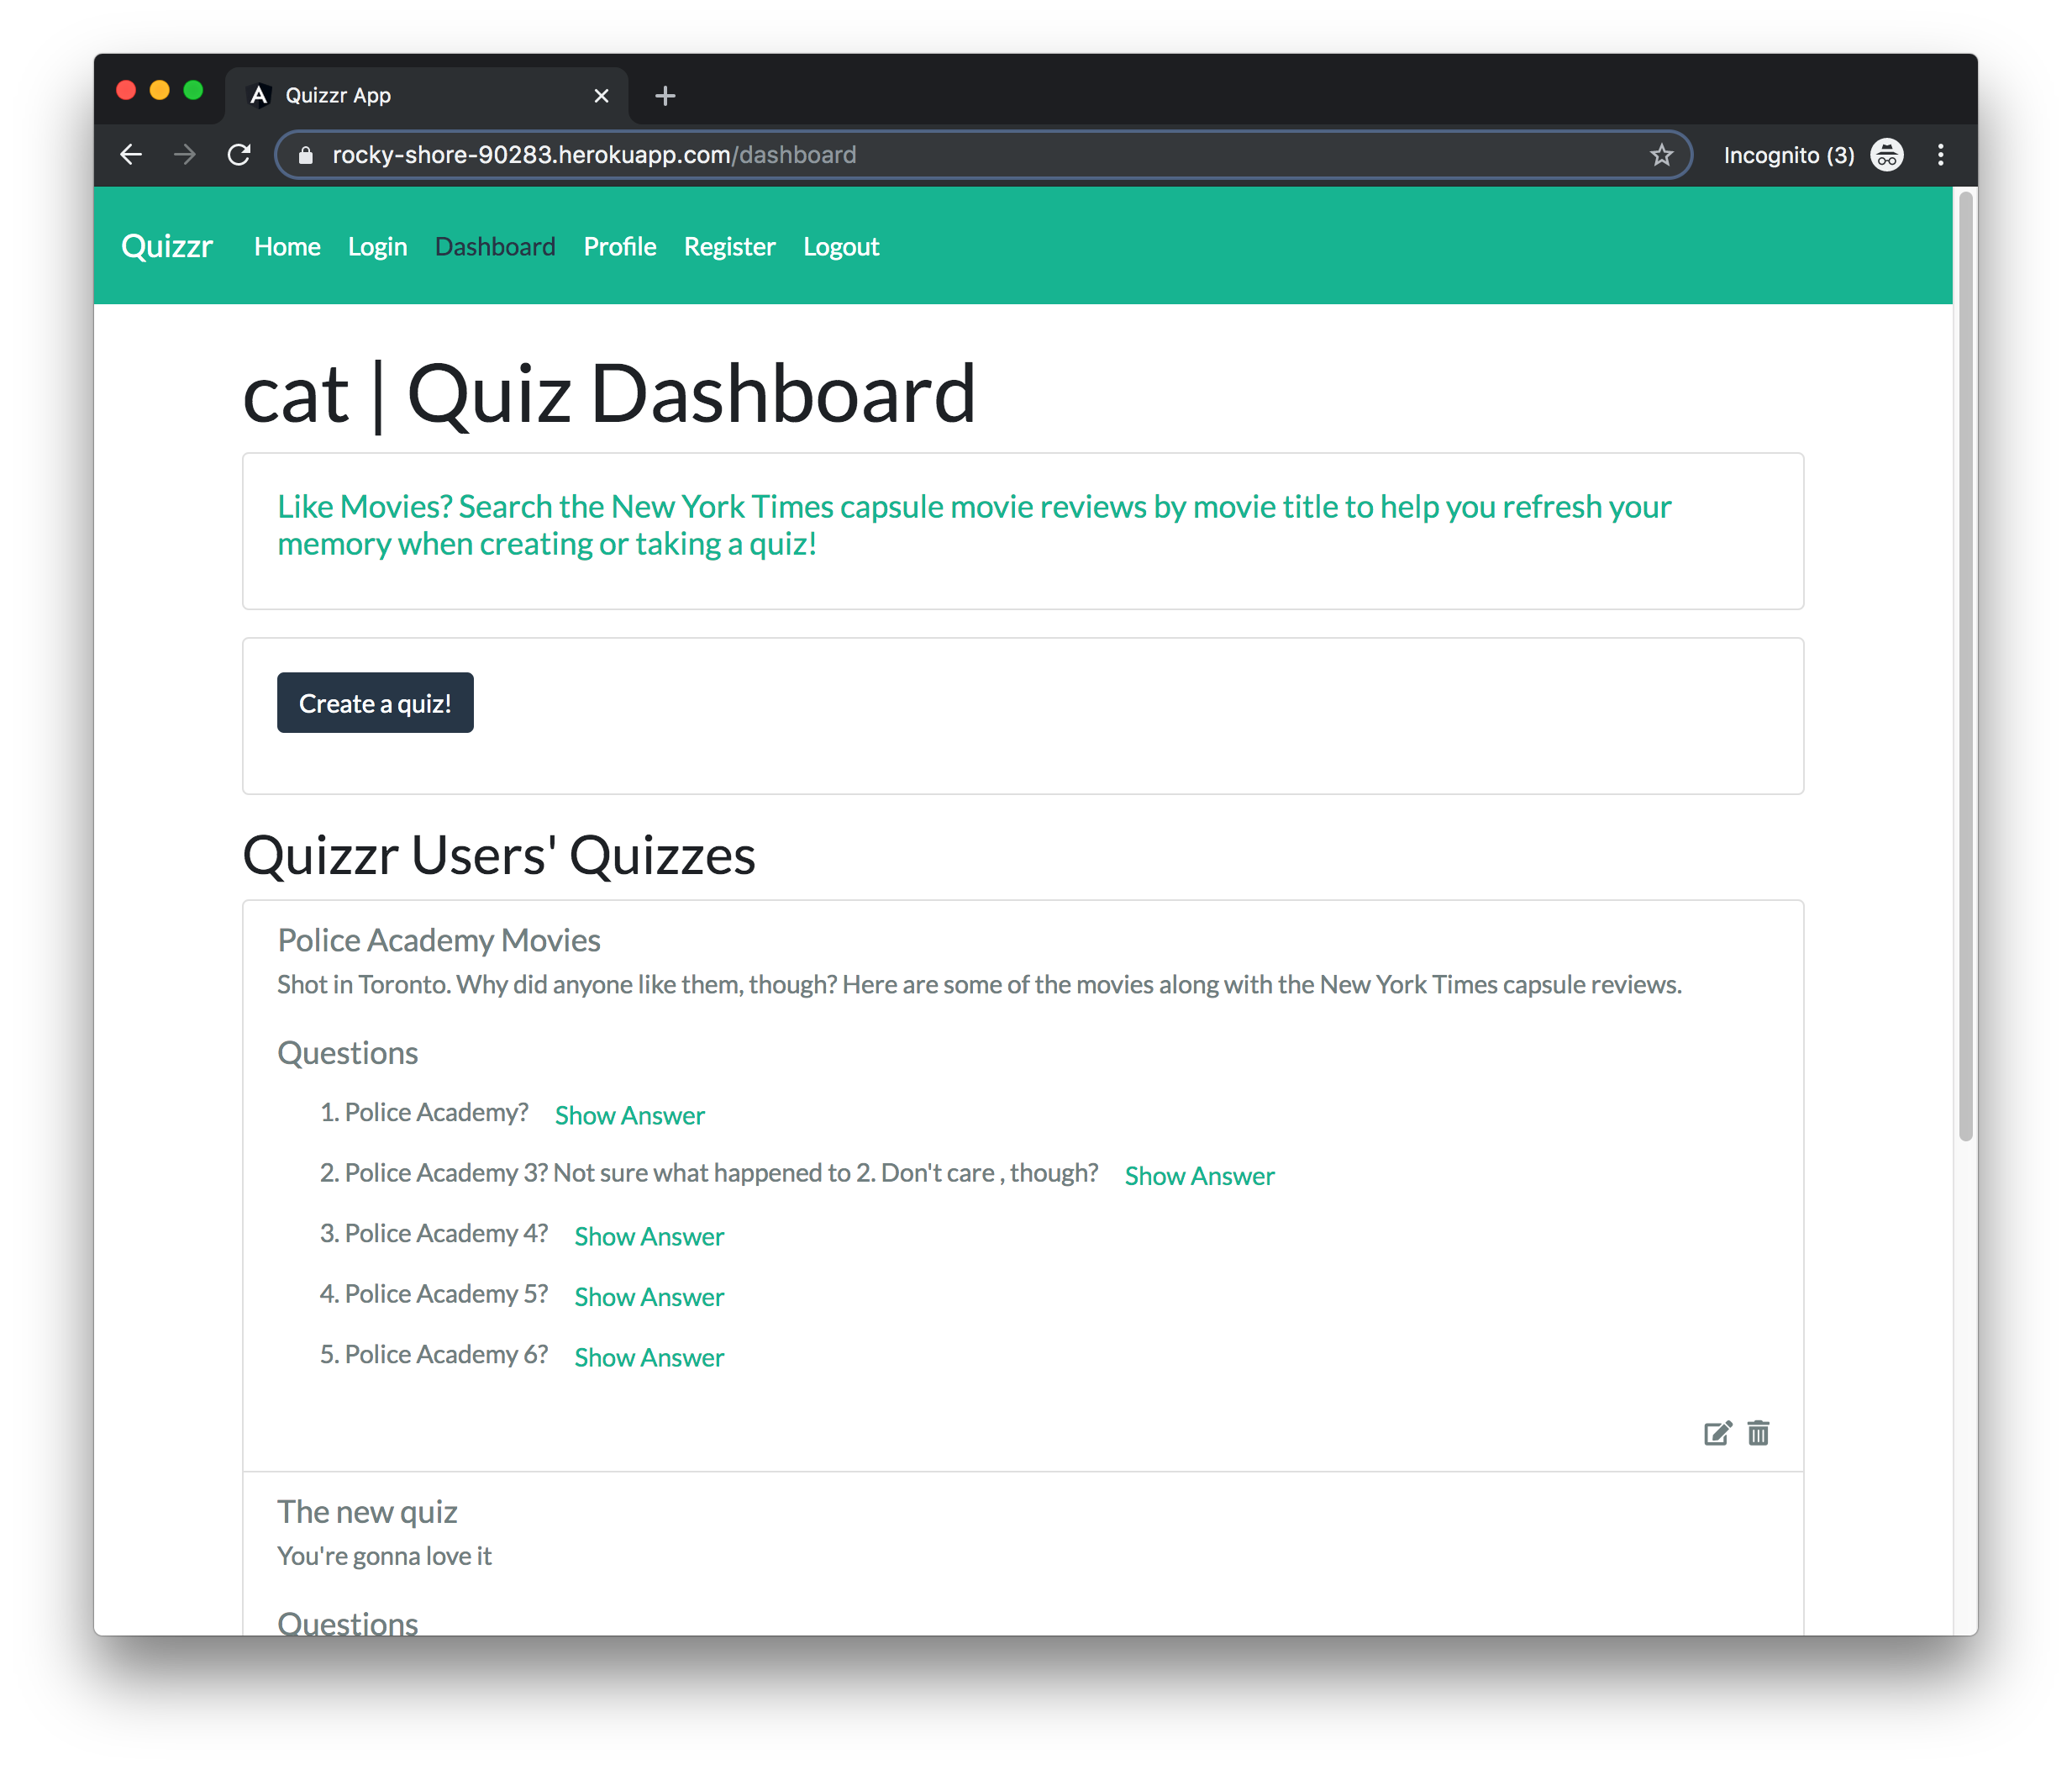 Quizzr App
rocky-shore-90283.herokuapp.com/dashboard
Incognito (3)
Quizzr Home Login Dashboard Profile Register Logout
cat | Quiz Dashboard
Like Movies? Search the New York Times capsule movie reviews by movie title to help you refresh your
memory when creating or taking a quiz!
Create a quiz!
Quizzr Users' Quizzes
Police Academy Movies
Shot in Toronto. Why did anyone like them, though? Here are some of the movies along with the New York Times capsule reviews.
Questions
1. Police Academy? Show Answer
2. Police Academy 3? Not sure what happened to 2. Don't care , though? Show Answer
3. Police Academy 4? Show Answer
4. Police Academy 5? Show Answer
5. Police Academy 6? Show Answer
The new quiz
You're gonna love it
Questions